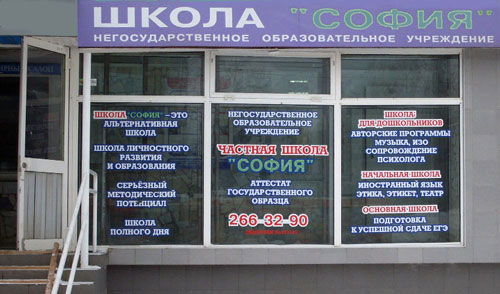 ШКОЛА "СОФИЯ"
НЕГОСУДАРСТВЕННОЕ ОБРАЗОВАТЕЛЬНОЕ УЧРЕЖДЕНИЕ
ШКОЛА "СОФИЯ" - ЭТО
АЛЬТЕРНАТИВНАЯ
ШКОЛА
ШКОЛА ЛИЧНОСТНОГО
РАЗВИТИЯ
И ОБРАЗОВАНИЯ
СЕРЬЁЗНЫЙ
МЕТОДИЧЕСКИЙ
ПОТЕНЦИАЛ
ШКОЛА
ПОЛНОГО ДНЯ
НЕГОСУДАРСТВЕННОЕ
ОБРАЗОВАТЕЛЬНОЕ
УЧРЕЖДЕНИЕ
ЧАСТНАЯ ШКОЛА
"СОФИЯ"
АТТЕСТАТ
ГОСУДАРСТВЕННОГО
ОБРАЗЦА
266-32-90
ШКОЛА:
ДЛЯ ДОШКОЛЬНИКОВ
АВТОРСКИЕ ПРОГРАММЫ
МУЗЫКА, ИЗО
СОПРОВОЖДЕНИЕ
ПСИХОЛОГА
НАЧАЛЬНАЯ ШКОЛА
ИНОСТРАННЫЙ ЯЗЫК
ЭТИКА, ЭТИКЕТ, ТЕАТР
ОСНОВНАЯ ШКОЛА
ПОДГОТОВКА
К УСПЕШНОЙ СДАЧЕ ЕГЭ